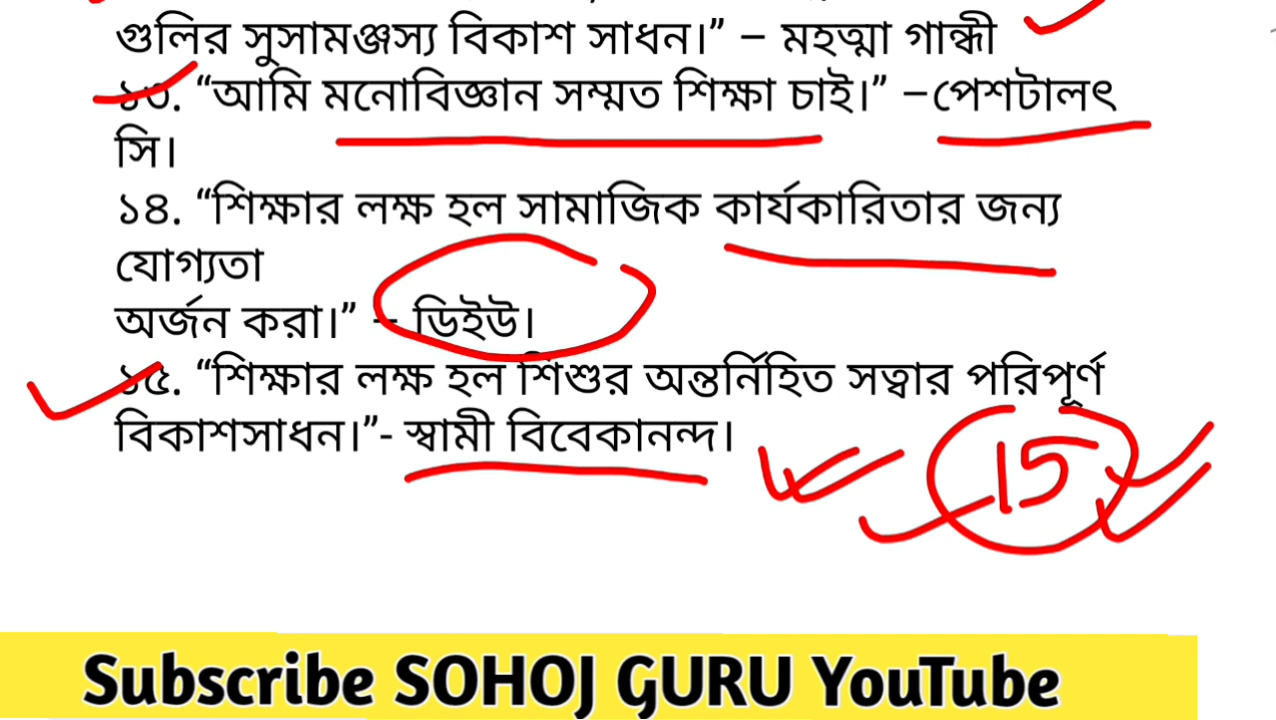 গুলির সুসামঞ্জস্য বিকাশ সাধন।” – মহত্মা গান্ধী
১৩. “আমি মনোবিজ্ঞান সম্মত শিক্ষা চাই।” –পেশটালৎ
সি।
১৪. “শিক্ষার লক্ষ হল সামাজিক কার্যকারিতার জন্য
যোগ্যতা
অর্জন করা।” – ডিইউ।
১৫. “শিক্ষার লক্ষ হল শিশুর অন্তর্নিহিত সত্বার পরিপূর্ণ
বিকাশসাধন।”- স্বামী বিবেকানন্দ।
15
Subscribe SOHOJ GURU YouTube